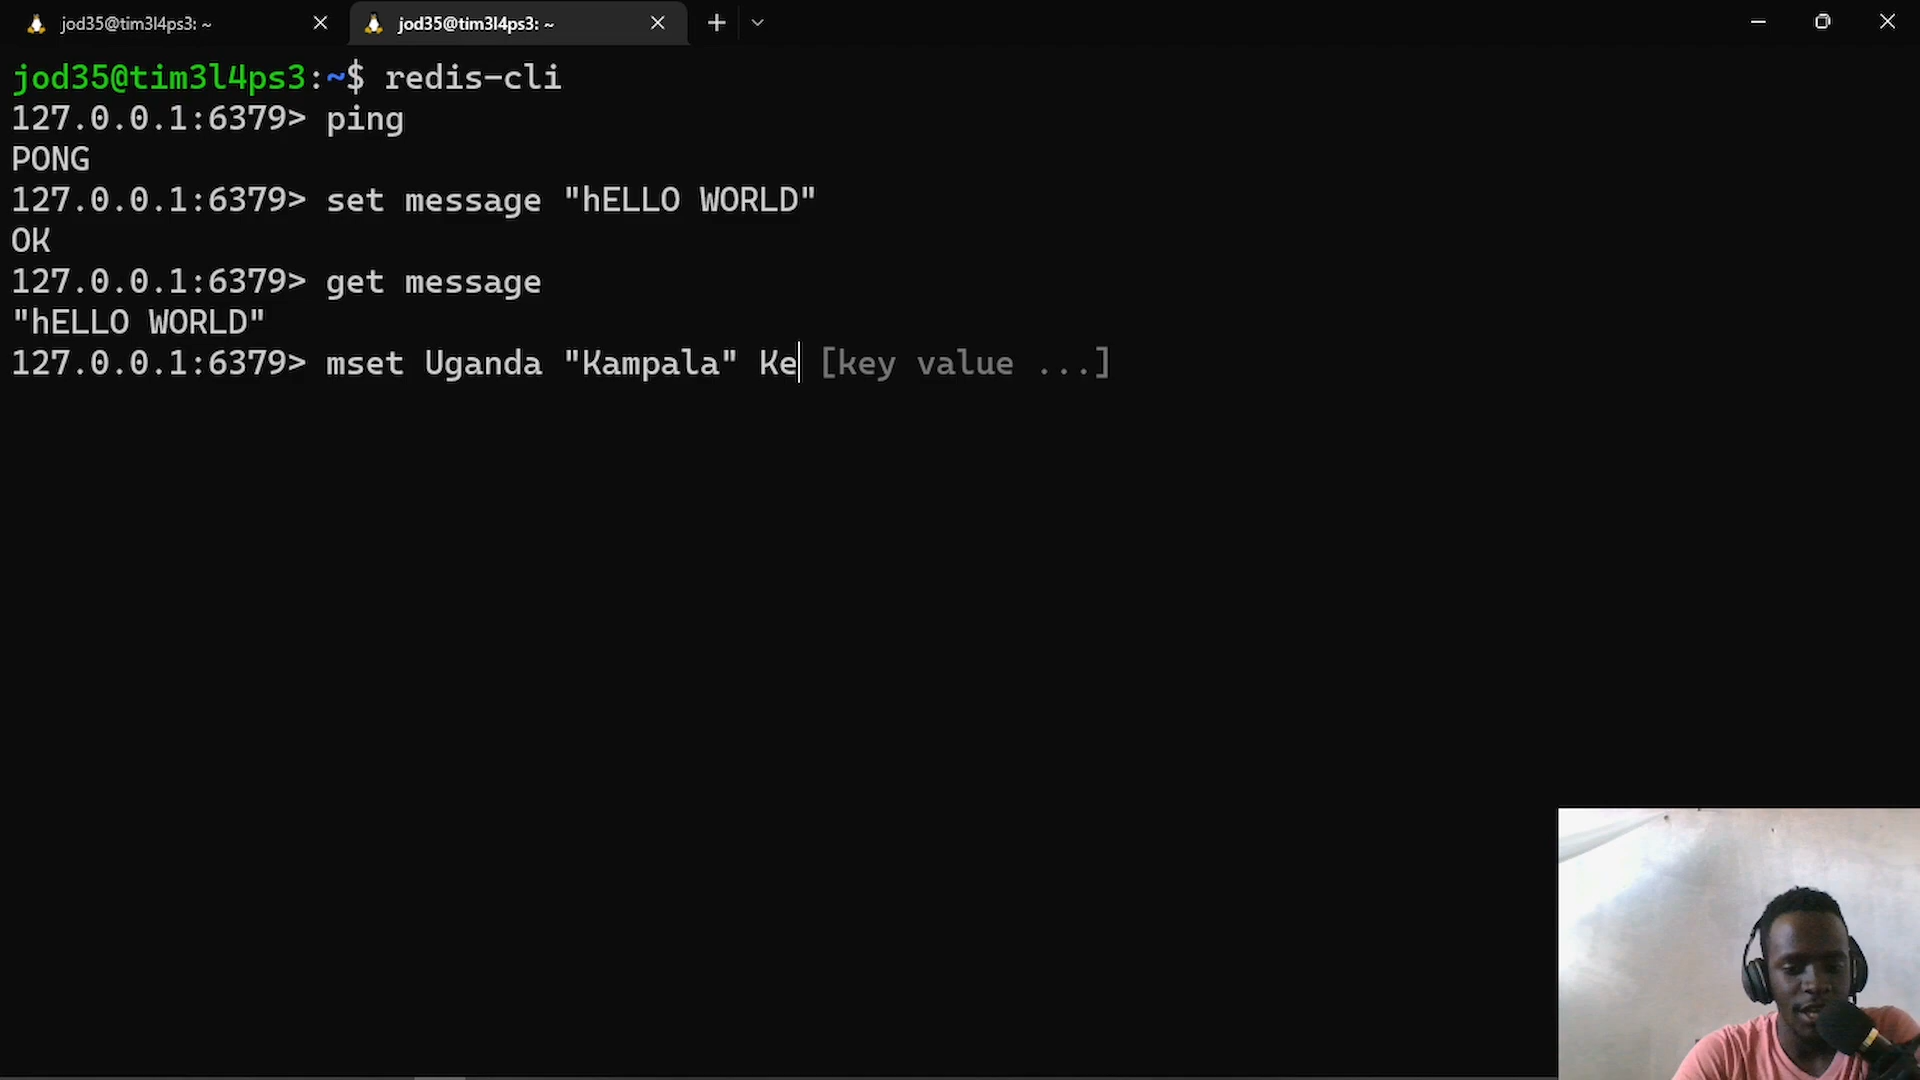 jod35@tim3l4ps3: ~
jod35@tim3l4ps3: ~
jod35@tim3l4ps3:~$ redis-cli
127.0.0.1:6379> ping
PONG
127.0.0.1:6379> set message "hELLO WORLD"
OK
127.0.0.1:6379> get message
"hELLO WORLD"
127.0.0.1:6379> mset Uganda "Kampala" Ke [key value ...]